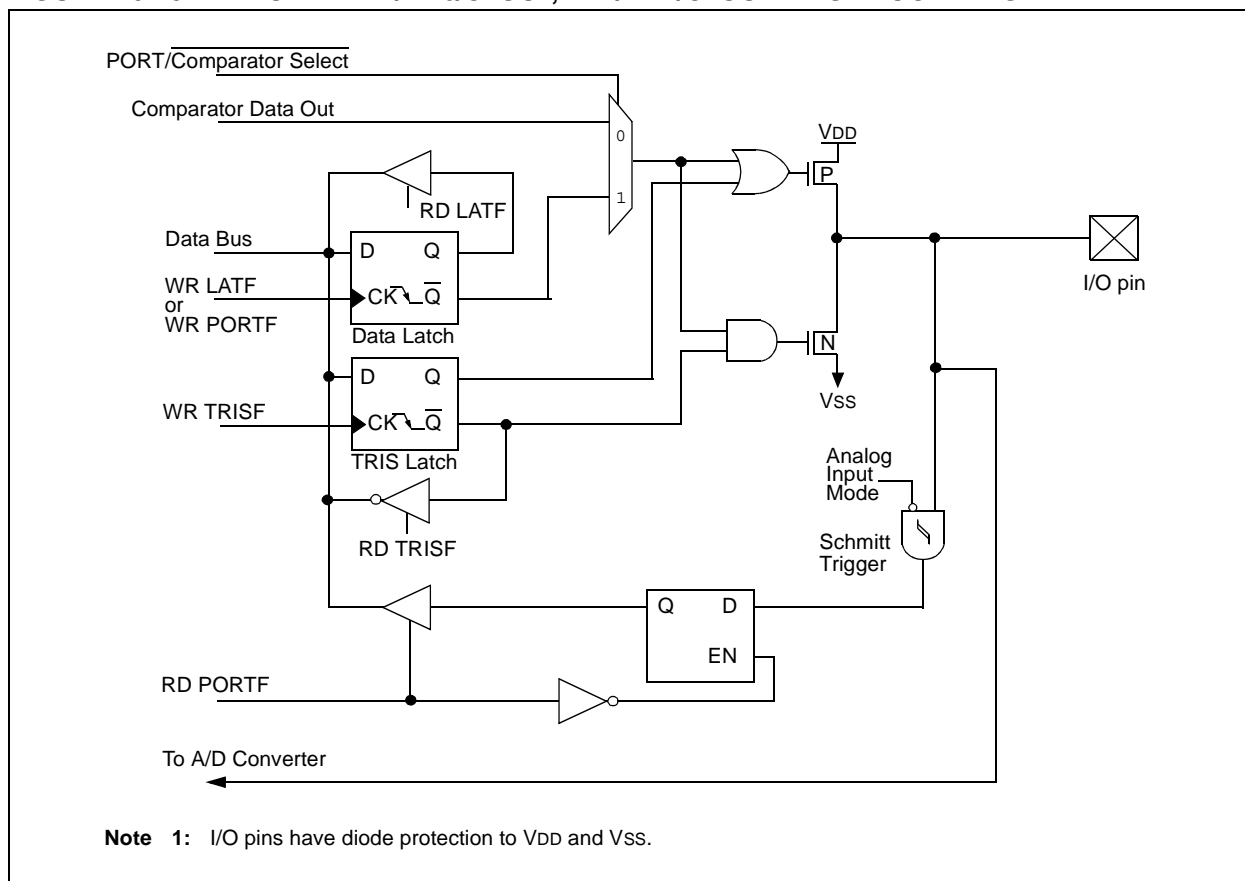 PORT/Comparator Select
Comparator Data Out
0
1
VDD
P
RD LATF
Data Bus
D Q
WR LATF
or
WR PORTF
CK Q
Data Latch
I/O pin
N
VSS
D Q
WR TRISF
CK Q
TRIS Latch
Analog
Input
Mode
RD TRISF
Schmitt
Trigger
Q D
EN
RD PORTF
To A/D Converter
Note 1: I/O pins have diode protection to VDD and VSS.